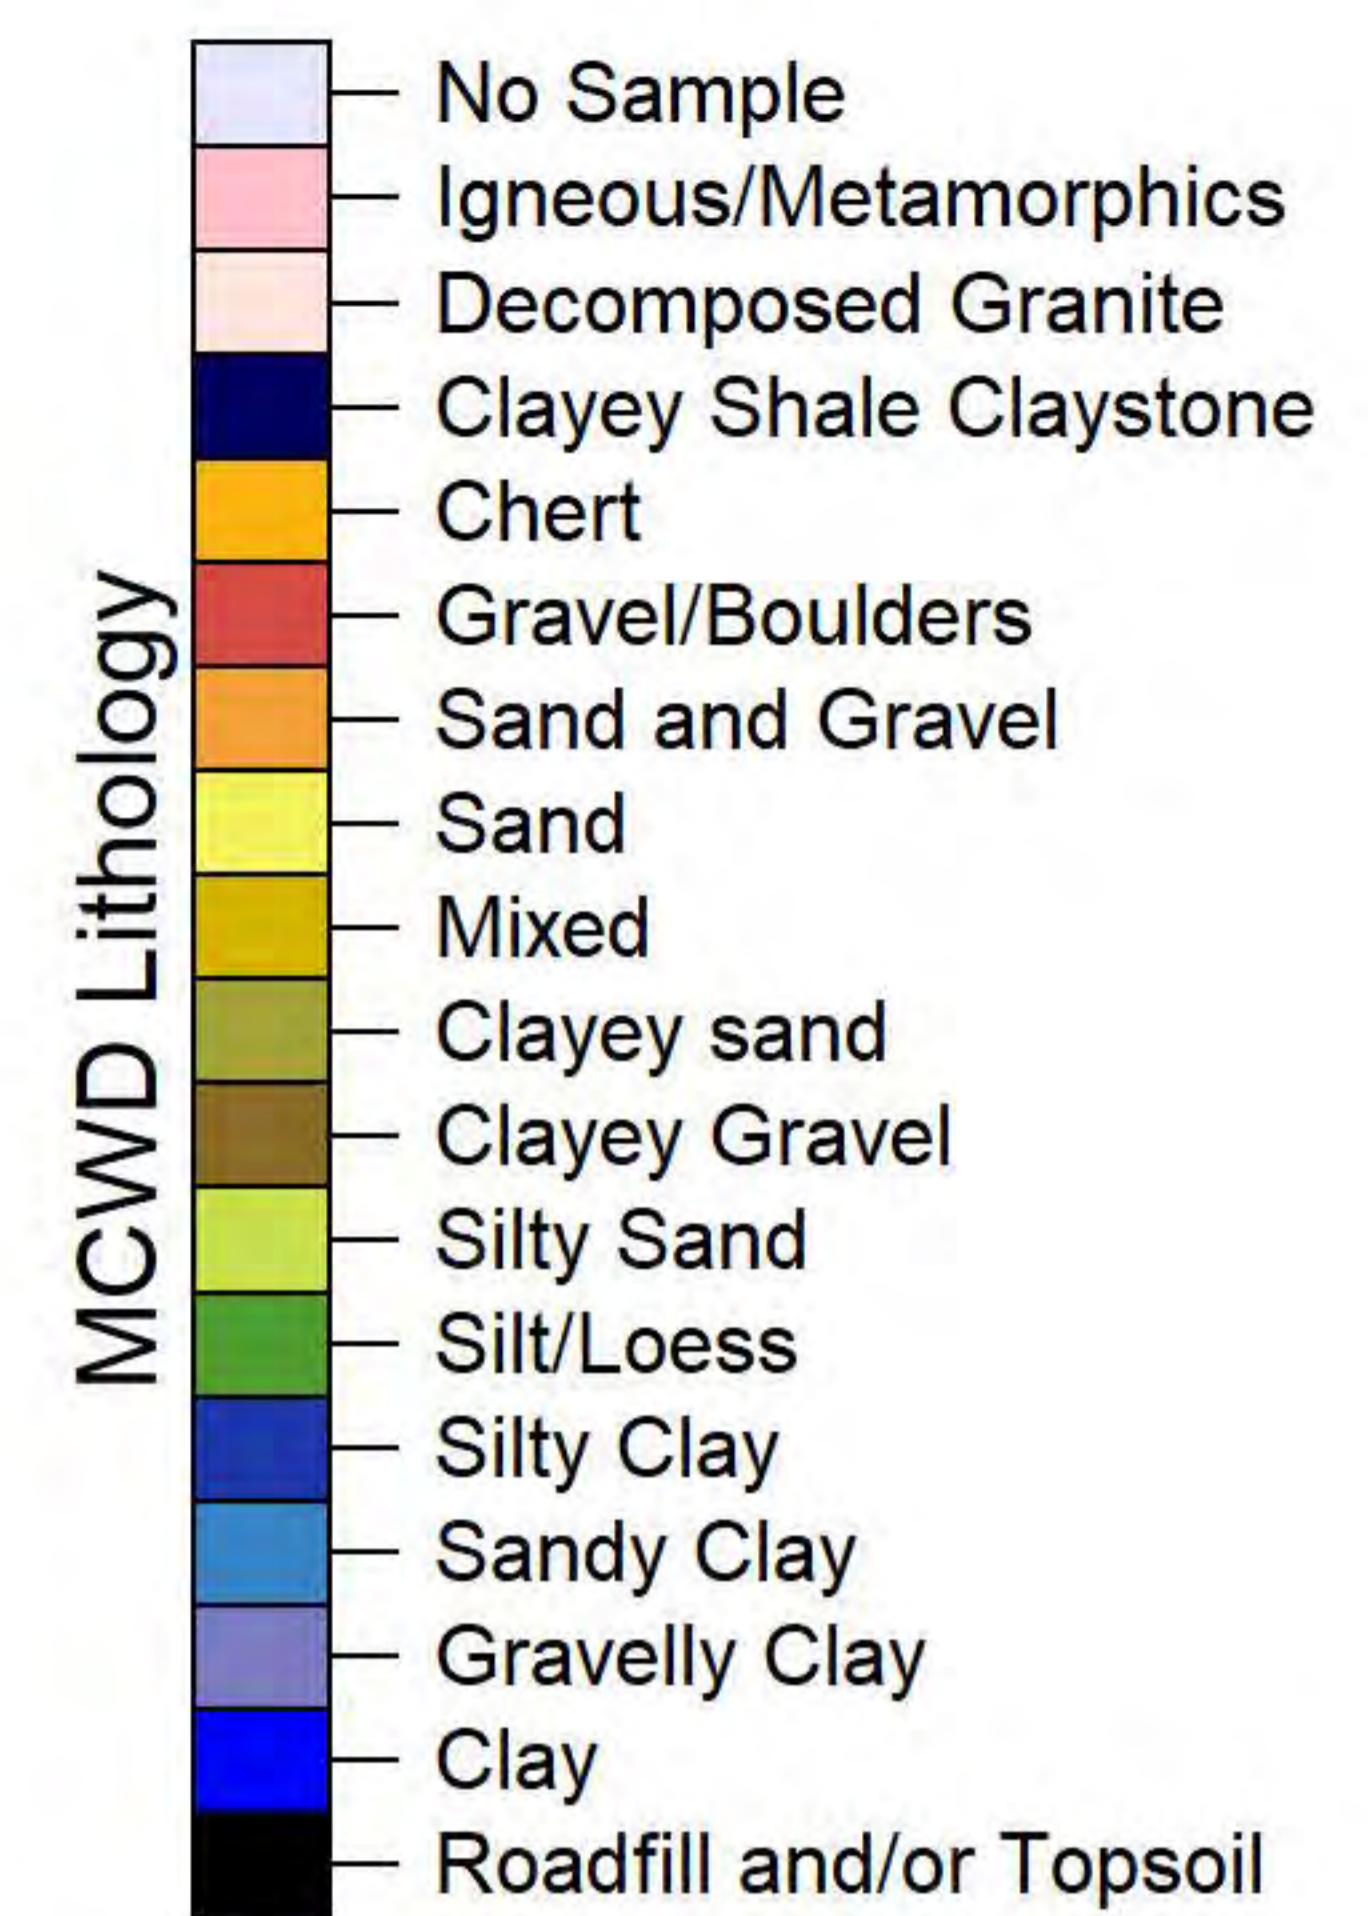 MCWD Lithology
No Sample
Igneous/Metamorphics
Decomposed Granite
Clayey Shale Claystone
Chert
Gravel/Boulders
Sand and Gravel
Sand
Mixed
Clayey sand
Clayey Gravel
Silty Sand
Silt/Loess
Silty Clay
Sandy Clay
Gravelly Clay
Clay
Roadfill and/or Topsoil